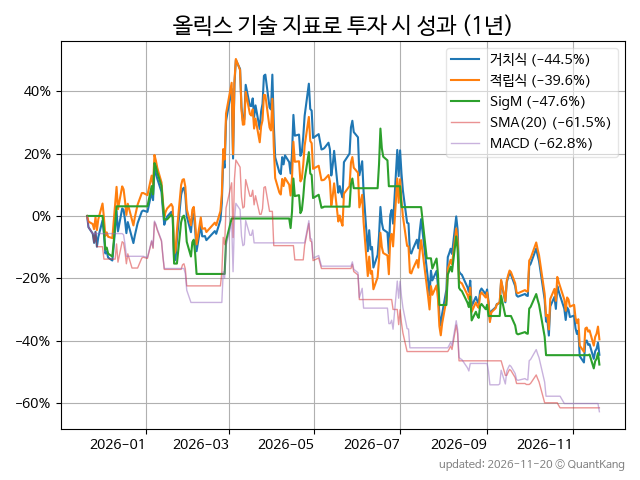 올릭스 기술 지표로 투자 시 성과 (1년)
거치식 (−44.5%)
적립식 (−39.6%)
SigM (−47.6%)
SMA(20) (−61.5%)
MACD (−62.8%)
40%
20%
0%
−20%
−40%
−60%
2026-01 2026-03 2026-05 2026-07 2026-09 2026-11
updated: 2026-11-20 © QuantKang